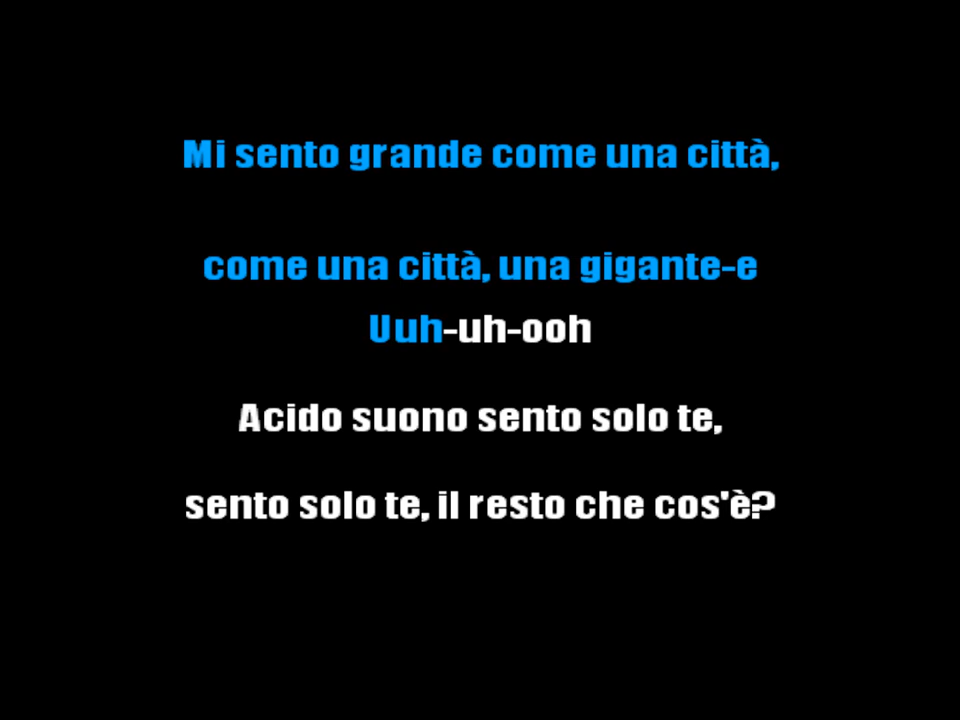 Mi sento grande come una città,
come una città, una gigante-e
Uuh-uh-ooh
Acido suono sento solo te,
sento solo te, il resto che cos'è?